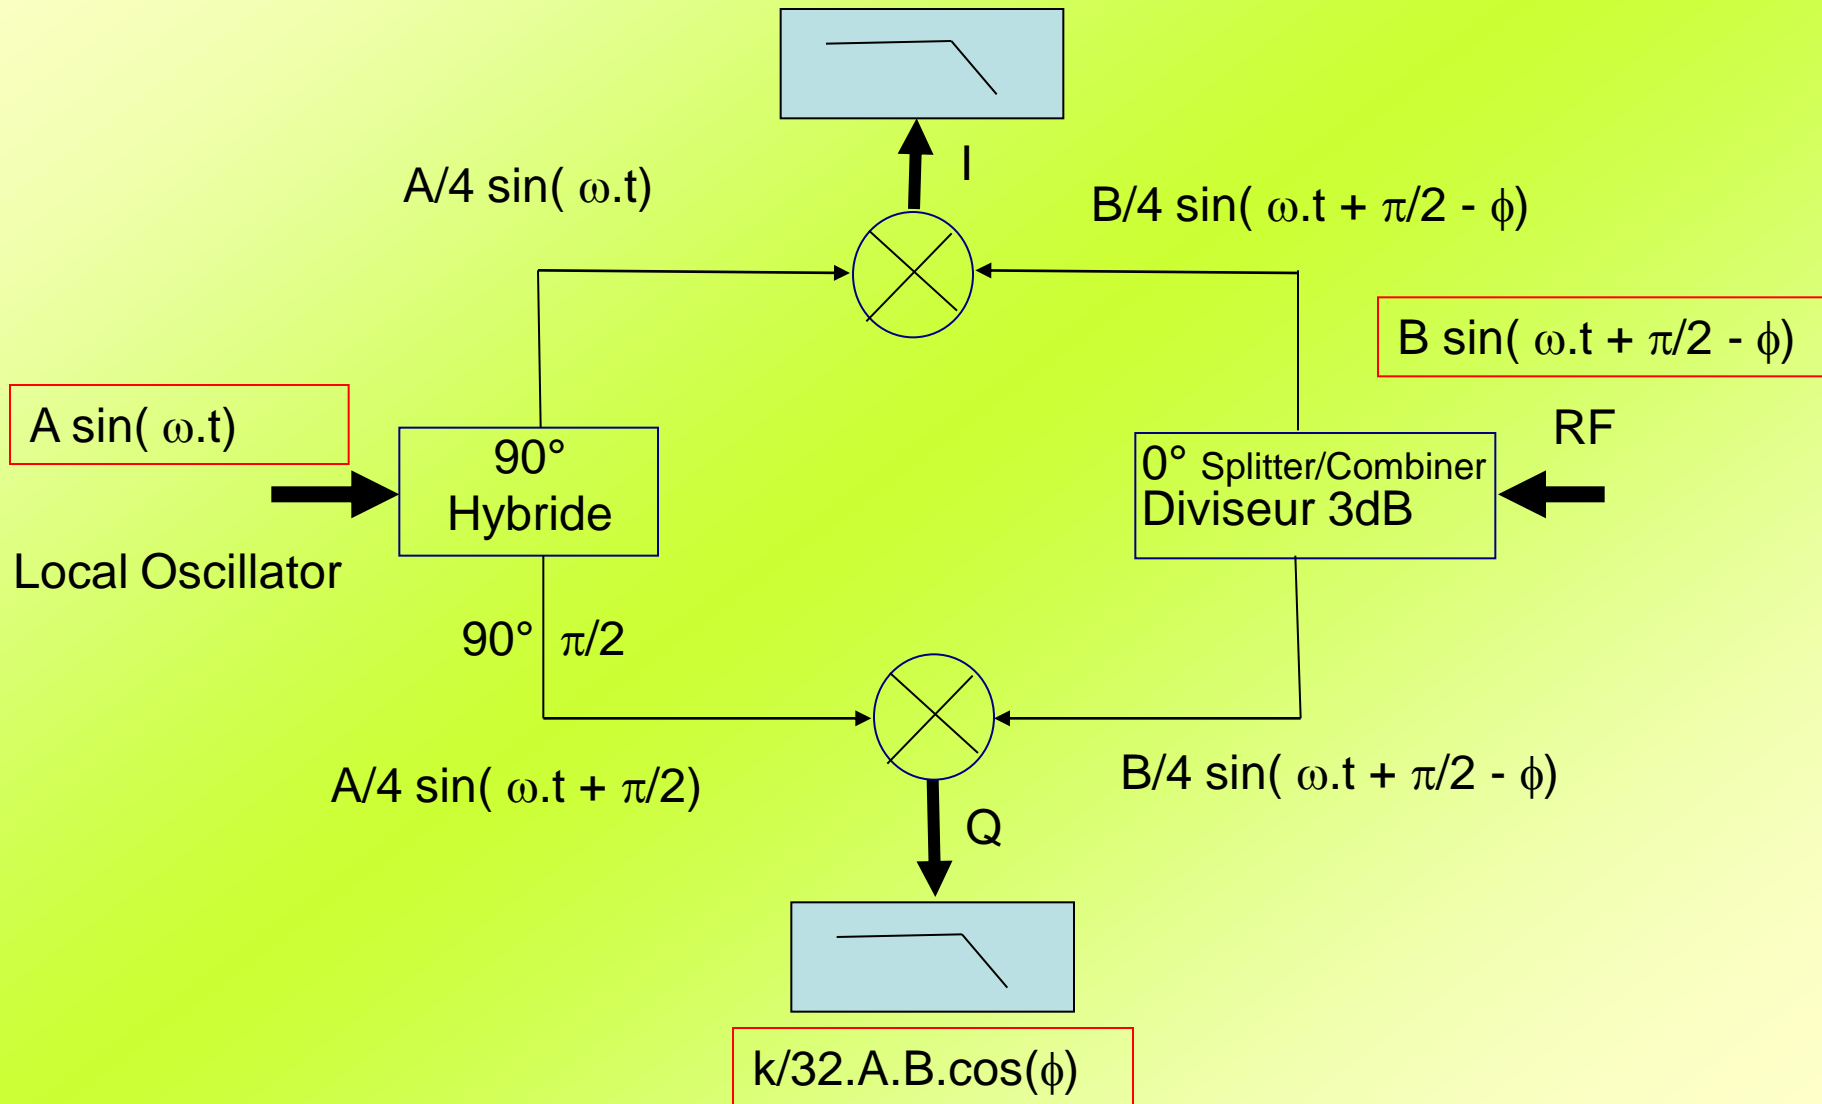 I
A/4 sin( ω.t)
B/4 sin( ω.t + π/2 - ϕ)
B sin( ω.t + π/2 - ϕ)
A sin( ω.t)
RF
90°
Hybride
0° Splitter/Combiner
Diviseur 3dB
Local Oscillator
90° π/2
A/4 sin( ω.t + π/2)
B/4 sin( ω.t + π/2 - ϕ)
Q
k/32.A.B.cos(ϕ)